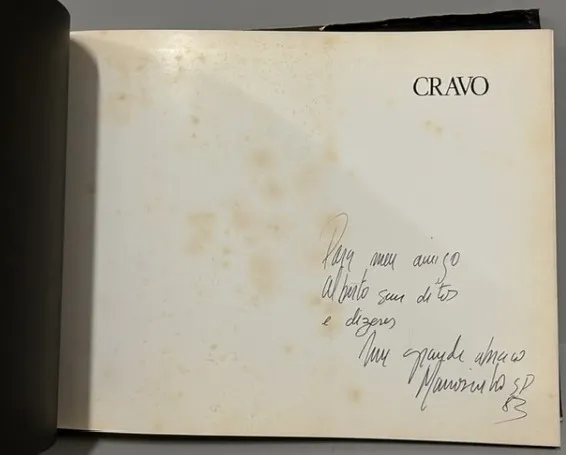 CRAVO
Para meu amigo
Alberto sem ditos
e dizeres
Um grande abraço
SP
83